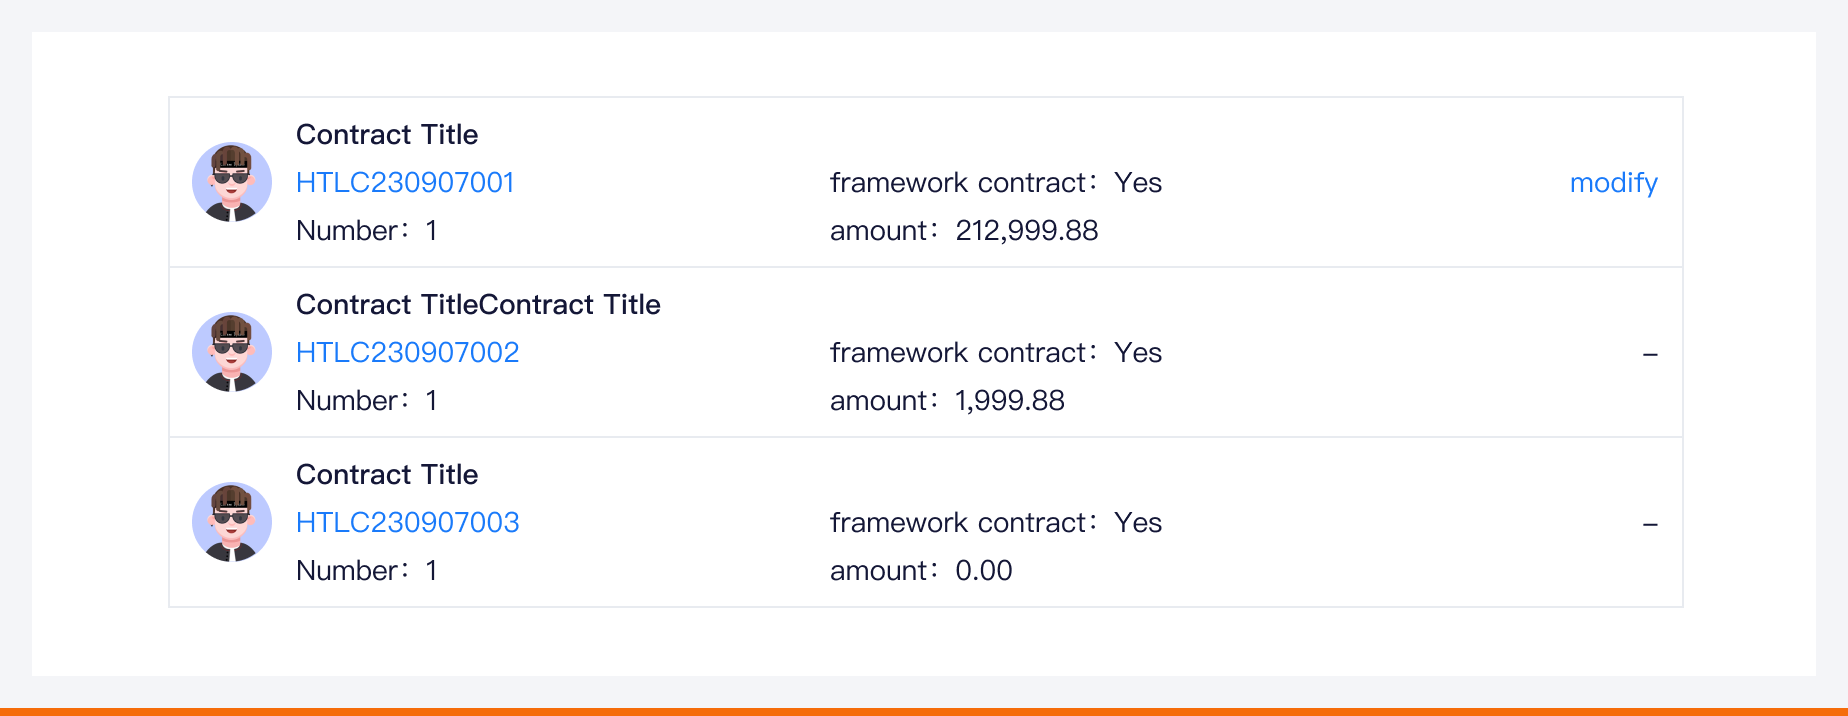 Contract Title
HTLC230907001
framework contract：Yes
modify
Number：1
amount：212,999.88
Contract TitleContract Title
HTLC230907002
framework contract：Yes
–
Number：1
amount：1,999.88
Contract Title
HTLC230907003
framework contract：Yes
–
Number：1
amount：0.00